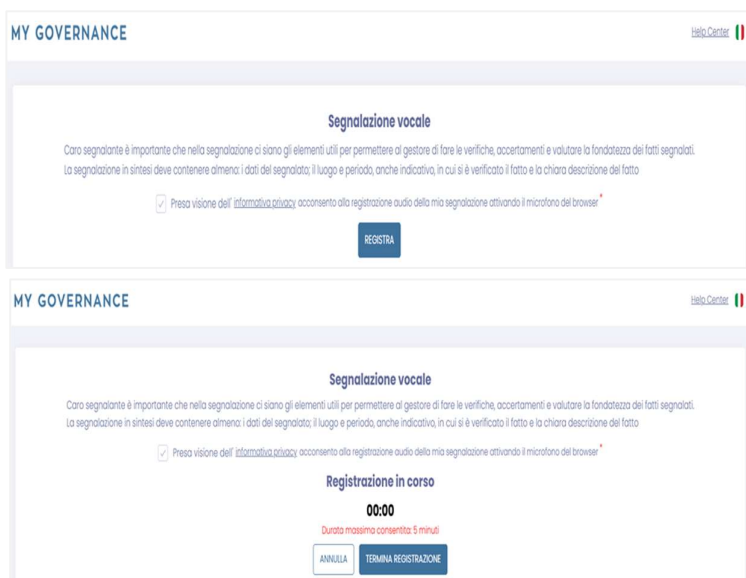 MY GOVERNANCE
Help Center
Segnalazione vocale
Caro segnalante è importante che nella segnalazione ci siano gli elementi utili per permettere al gestore di fare le verifiche, accertamenti e valutare la fondatezza dei fatti segnalati.
La segnalazione in sintesi deve contenere almeno: i dati del segnalato; il luogo e periodo, anche indicativo, in cui si è verificato il fatto e la chiara descrizione del fatto
Presa visione dell' informativa privacy acconsento alla registrazione audio della mia segnalazione attivando il microfono del browser *
REGISTRA
MY GOVERNANCE
Help Center
Segnalazione vocale
Caro segnalante è importante che nella segnalazione ci siano gli elementi utili per permettere al gestore di fare le verifiche, accertamenti e valutare la fondatezza dei fatti segnalati.
La segnalazione in sintesi deve contenere almeno: i dati del segnalato; il luogo e periodo, anche indicativo, in cui si è verificato il fatto e la chiara descrizione del fatto
Presa visione dell' informativa privacy acconsento alla registrazione audio della mia segnalazione attivando il microfono del browser *
Registrazione in corso
00:00
Durata massima consentita: 5 minuti
ANNULLA TERMINA REGISTRAZIONE